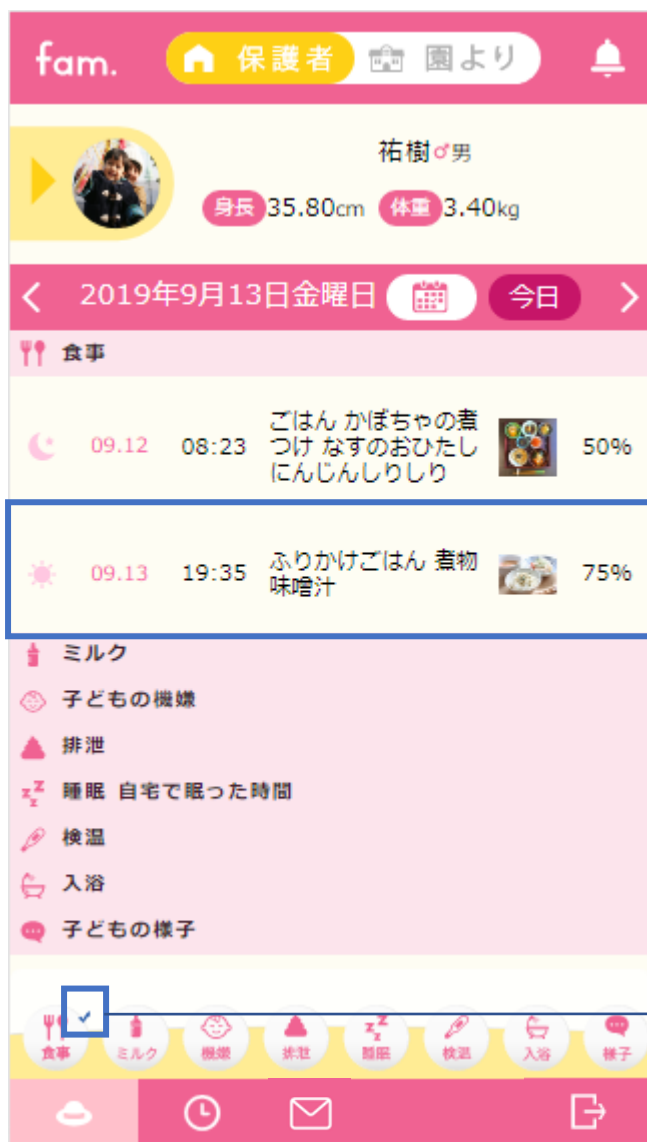 fam. 保護者 園より
祐樹♂男
身長 35.80cm 体重 3.40kg
2019年9月13日金曜日 今日
食事
09.12 08:23 ごはん かぼちゃの煮
つけ なすのおひたし
にんじんしりしり 50%
09.13 19:35 ふりかけごはん 煮物
味噌汁 75%
ミルク
子どもの機嫌
排泄
睡眠 自宅で眠った時間
検温
入浴
子どもの様子
食事 ミルク 機嫌 排泄 睡眠 検温 入浴 様子